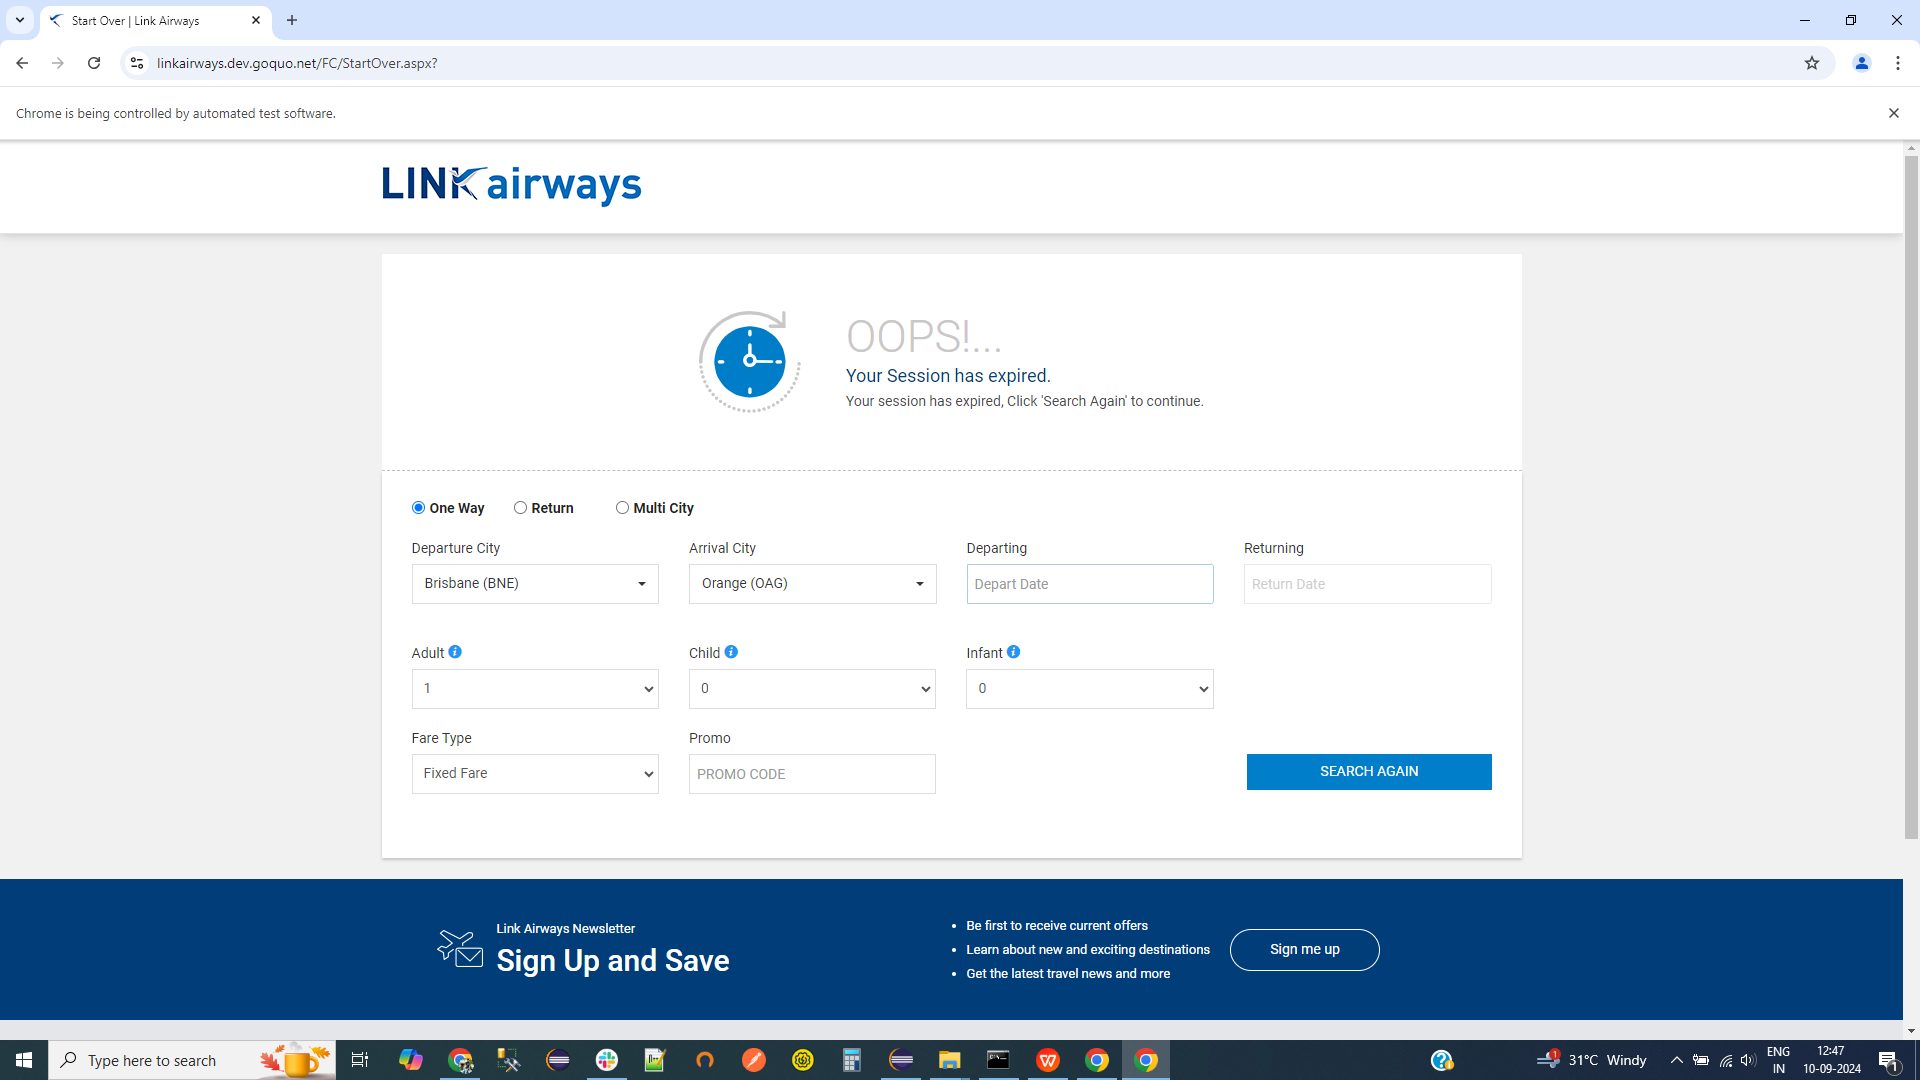 Start Over | Link Airways
linkairways.dev.goquo.net/FC/StartOver.aspx?
Chrome is being controlled by automated test software.
LINK airways
OOPS!...
Your Session has expired.
Your session has expired, Click 'Search Again' to continue.
One Way Return Multi City
Departure City Arrival City Departing Returning
Brisbane (BNE) Orange (OAG) Depart Date Return Date
Adult Child Infant
1 0 0
Fare Type Promo
Fixed Fare PROMO CODE SEARCH AGAIN
Link Airways Newsletter
Sign Up and Save
• Be first to receive current offers
• Learn about new and exciting destinations
• Get the latest travel news and more
Sign me up
Type here to search
31°C Windy
ENG
IN
12:47
10-09-2024
1